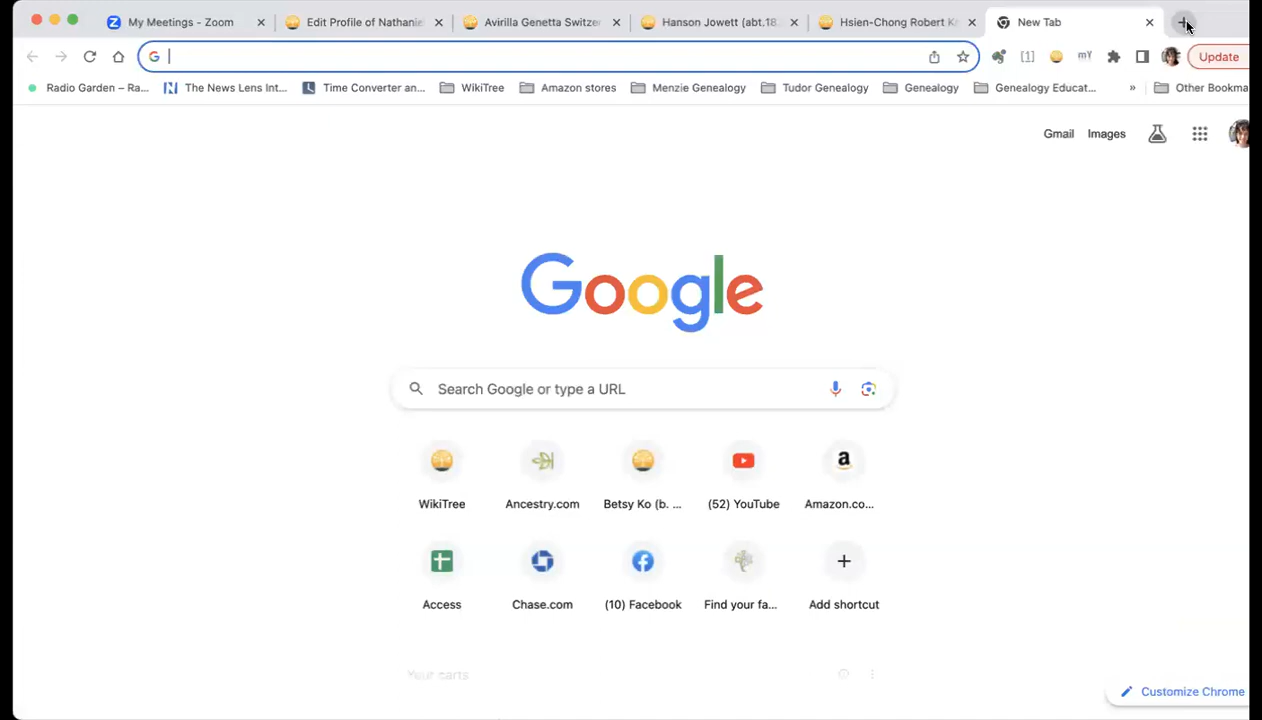 My Meetings - Zoom Edit Profile of Nathanie Avirilla Genetta Switzer Hanson Jowett (abt.18 Hsien-Chong Robert K New Tab
G [1] mY Update
Radio Garden – Ra... The News Lens Int... Time Converter an... WikiTree Amazon stores Menzie Genealogy Tudor Genealogy Genealogy Genealogy Educat... » Other Bookma
Gmail Images
Google
Search Google or type a URL
WikiTree Ancestry.com Betsy Ko (b. ... (52) YouTube Amazon.co...
Access Chase.com (10) Facebook Find your fa... Add shortcut
Your carts
Customize Chrome